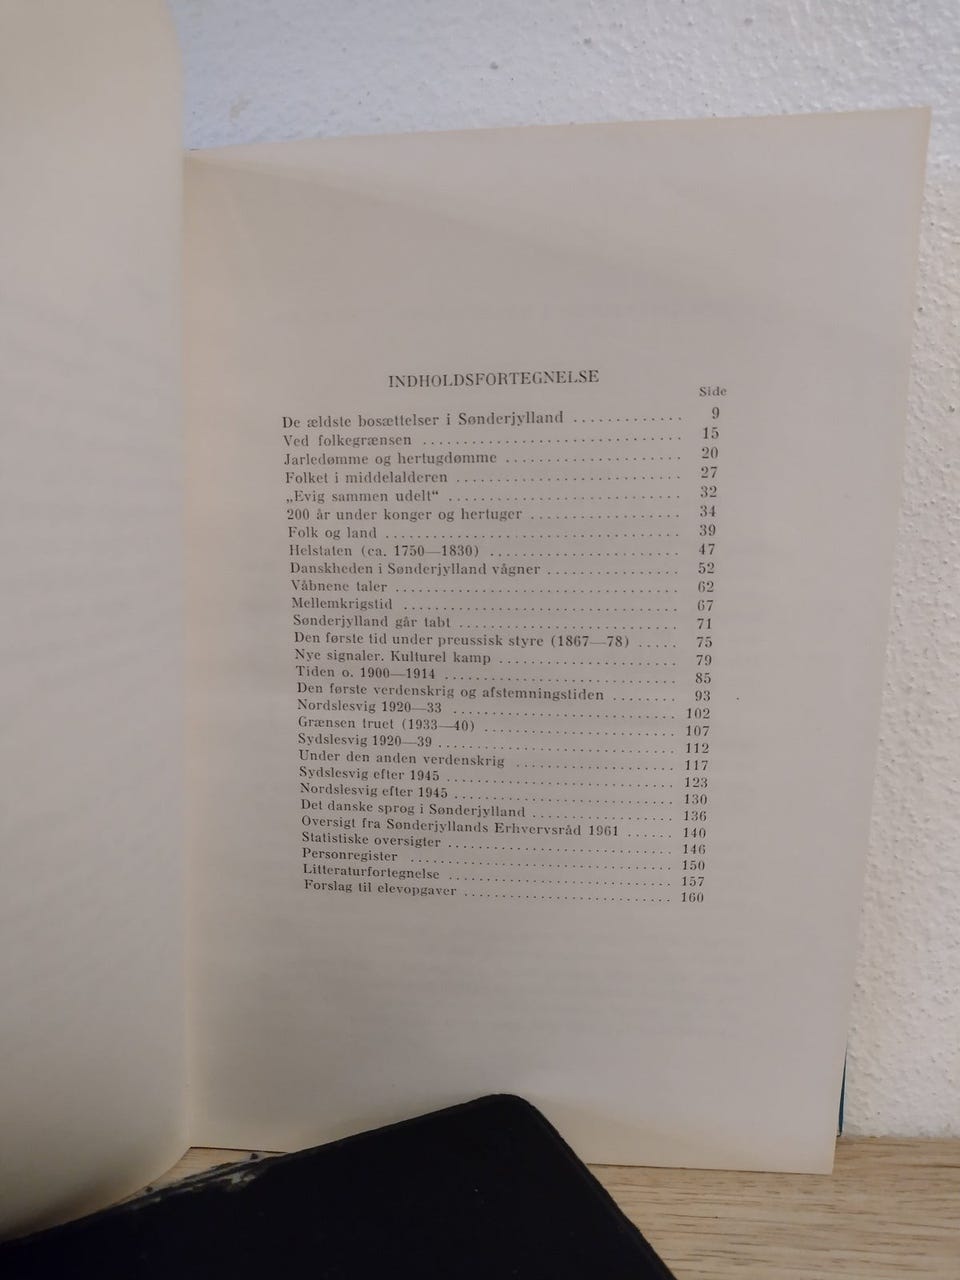 INDHOLDSFORTEGNELSE
Side
De ældste bosættelser i Sønderjylland ............ 9
Ved folkegrænsen ............................ 15
Jarledømme og hertugdømme ................... 20
Folket i middelalderen ........................ 27
„Evig sammen udelt“ ......................... 32
200 år under konger og hertuger ................ 34
Folk og land ................................ 39
Helstaten (ca. 1750—1830) .................... 47
Danskheden i Sønderjylland vågner .............. 52
Våbnene taler ............................... 62
Mellemkrigstid .............................. 67
Sønderjylland går tabt ........................ 71
Den første tid under preussisk styre (1867—78) ..... 75
Nye signaler. Kulturel kamp ................... 79
Tiden o. 1900—1914 ......................... 85
Den første verdenskrig og afstemningstiden ....... 93
Nordslesvig 1920—33 ........................ 102
Grænsen truet (1933—40) ..................... 107
Sydslesvig 1920—39 .......................... 112
Under den anden verdenskrig .................. 117
Sydslesvig efter 1945 ......................... 123
Nordslesvig efter 1945 ........................ 130
Det danske sprog i Sønderjylland ............... 136
Oversigt fra Sønderjyllands Erhvervsråd 1961 ...... 140
Statistiske oversigter ......................... 146
Personregister .............................. 150
Litteraturfortegnelse ......................... 157
Forslag til elevopgaver ........................ 160